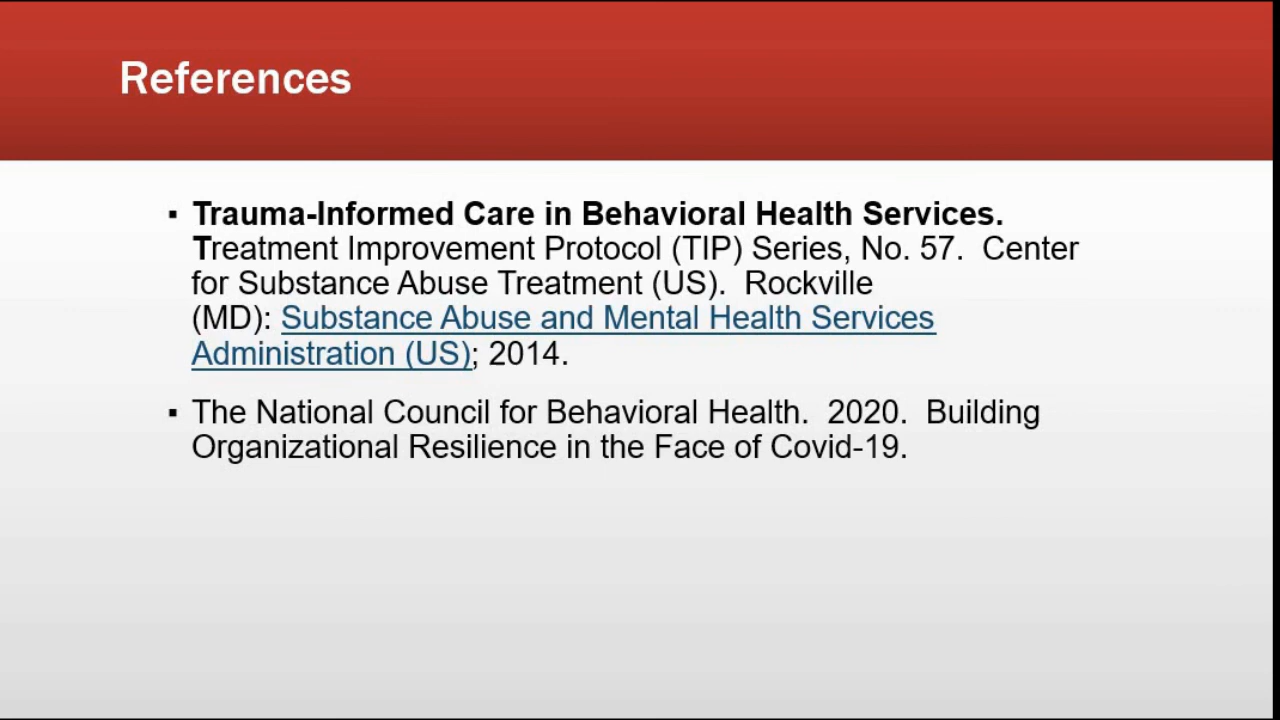 References
▪ Trauma-Informed Care in Behavioral Health Services.
Treatment Improvement Protocol (TIP) Series, No. 57.  Center
for Substance Abuse Treatment (US).  Rockville
(MD): Substance Abuse and Mental Health Services
Administration (US); 2014.
▪ The National Council for Behavioral Health.  2020.  Building
Organizational Resilience in the Face of Covid-19.